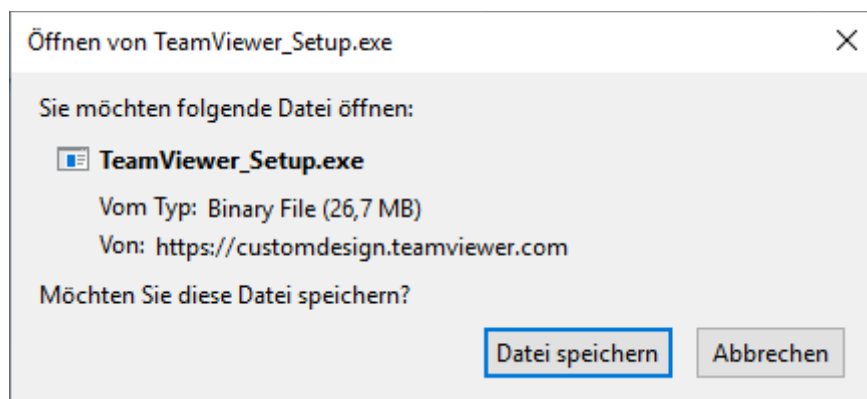 Öffnen von TeamViewer_Setup.exe
Sie möchten folgende Datei öffnen:
TeamViewer_Setup.exe
Vom Typ: Binary File (26,7 MB)
Von: https://customdesign.teamviewer.com
Möchten Sie diese Datei speichern?
Datei speichern Abbrechen